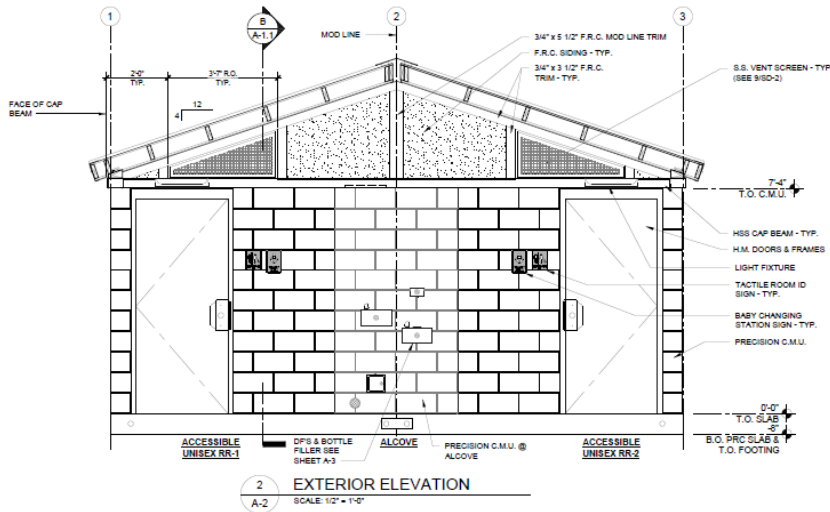 1
B
A-1.1
2
3
MOD LINE
3/4" x 5 1/2" F.R.C. MOD LINE TRIM
F.R.C. SIDING - TYP.
3/4" x 3 1/2" F.R.C.
TRIM - TYP.
S.S. VENT SCREEN - TYP
(SEE 9/SD-2)
2'-0"
TYP.
3'-7" R.O.
TYP.
FACE OF CAP
BEAM
12
4
7'-4"
T.O. C.M.U.
HSS CAP BEAM - TYP.
H.M. DOORS & FRAMES
LIGHT FIXTURE
TACTILE ROOM ID
SIGN - TYP.
BABY CHANGING
STATION SIGN - TYP.
PRECISION C.M.U.
0'-0"
T.O. SLAB
-8"
B.O. PRC SLAB &
T.O. FOOTING
ACCESSIBLE
UNISEX RR-1
DF'S & BOTTLE
FILLER SEE
SHEET A-3
ALCOVE
PRECISION C.M.U. @
ALCOVE
ACCESSIBLE
UNISEX RR-2
2
A-2
EXTERIOR ELEVATION
SCALE: 1/2" = 1'-0"